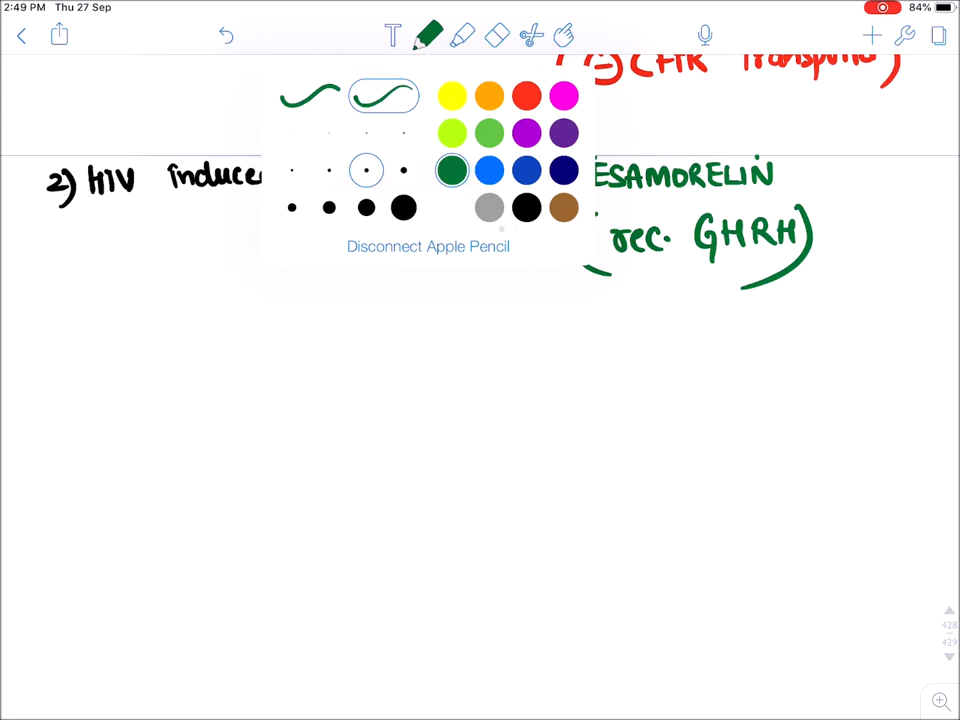 2:49 PM Thu 27 Sep
84%
T
(CFTR Transporter)
2) HIV induce
ESAMORELIN
(rec. GHRH)
Disconnect Apple Pencil
428
429